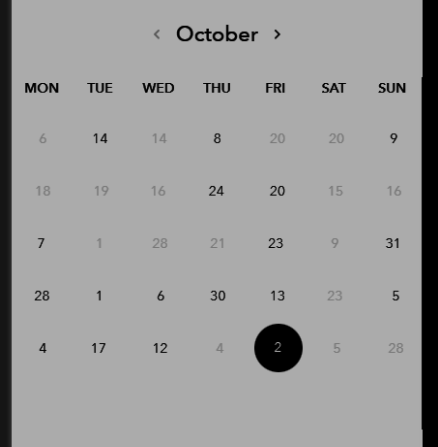 ‹ October ›
MON TUE WED THU FRI SAT SUN
6 14 14 8 20 20 9
18 19 16 24 20 15 16
7 1 28 21 23 9 31
28 1 6 30 13 23 5
4 17 12 4 2 5 28